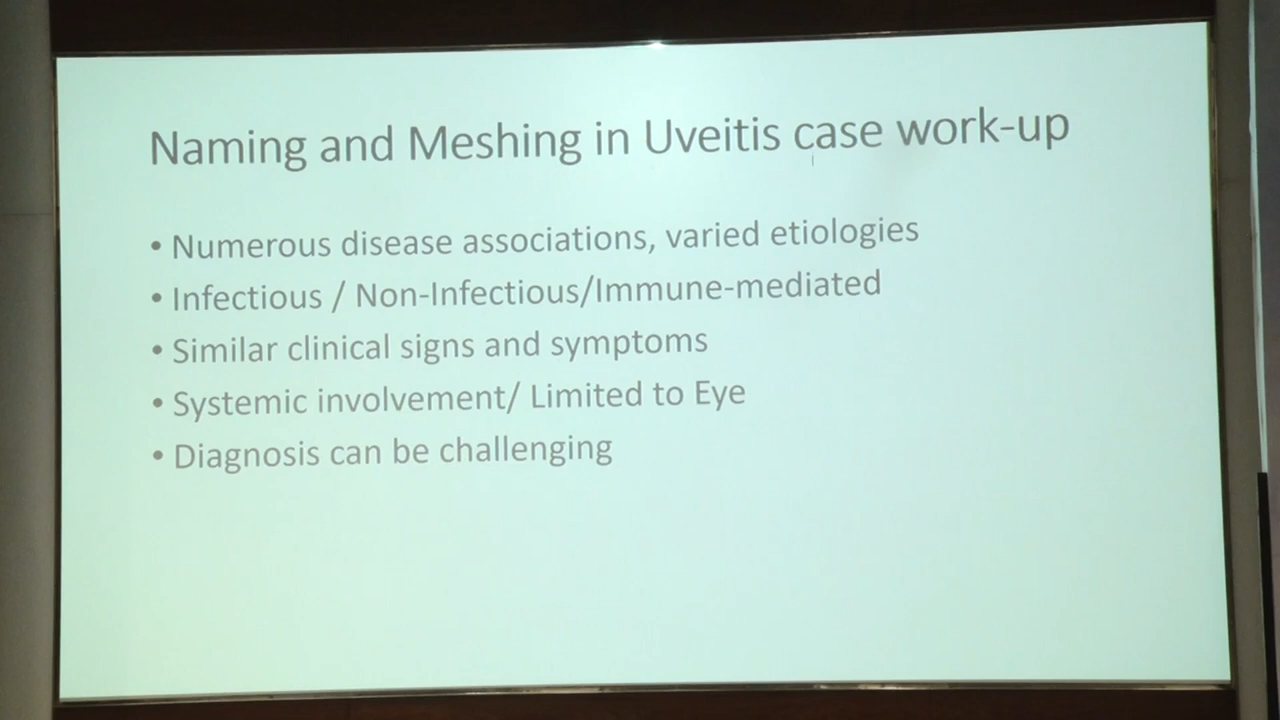 Naming and Meshing in Uveitis case work-up
• Numerous disease associations, varied etiologies
• Infectious / Non-Infectious/Immune-mediated
• Similar clinical signs and symptoms
• Systemic involvement/ Limited to Eye
• Diagnosis can be challenging